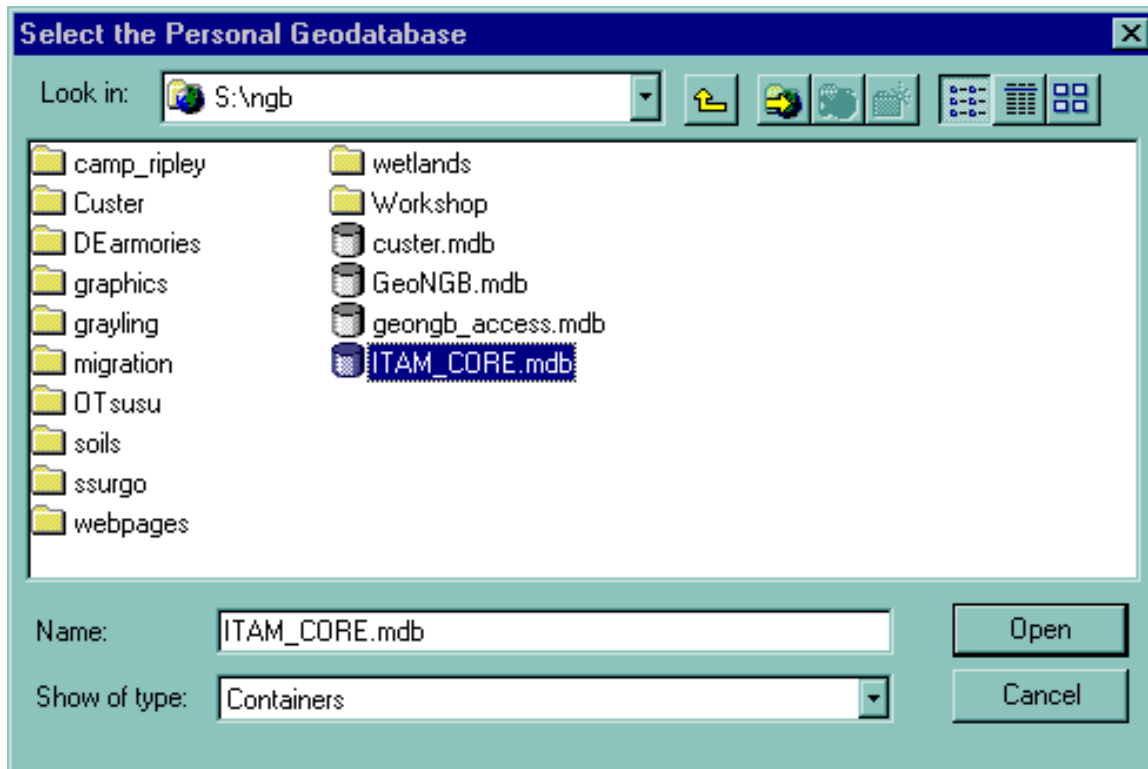 Select the Personal Geodatabase
Look in: S:\ngb
camp_ripley
Custer
DEarmories
graphics
grayling
migration
OTsusu
soils
ssurgo
webpages
wetlands
Workshop
custer.mdb
GeoNGB.mdb
geongb_access.mdb
ITAM_CORE.mdb
Name: ITAM_CORE.mdb
Open
Show of type: Containers
Cancel